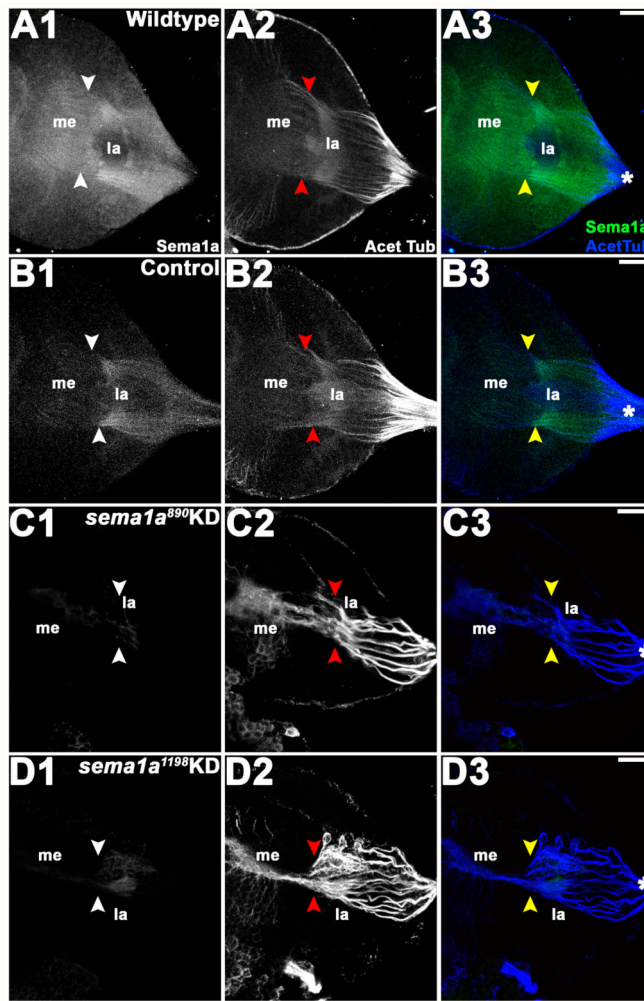 A1 Wildtype
me
la
Sema1a
A2
me
la
Acet Tub
A3
me
la
*
Sema1a
AcetTub
B1 Control
me
la
B2
me
la
B3
me
la
*
C1 sema1a⁸⁹⁰KD
la
me
C2
la
me
C3
la
me
*
D1 sema1a¹¹⁹⁸KD
me
la
D2
me
la
D3
me
la
*